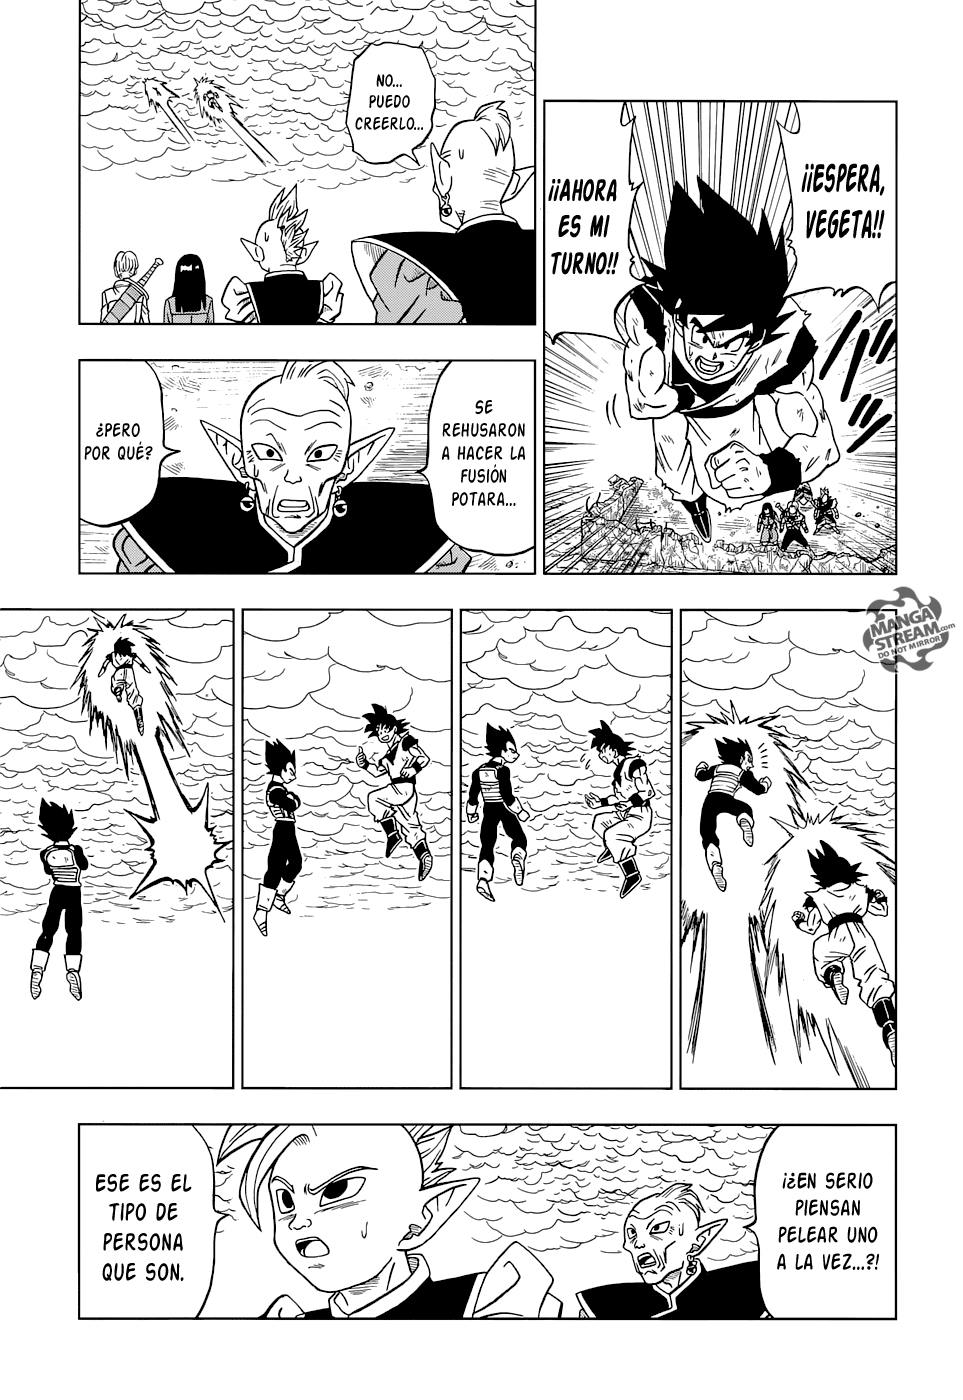 ¡¡ESPERA,
VEGETA!!
¡¡AHORA
ES MI
TURNO!!
NO...
PUEDO
CREERLO...
SE
REHUSARON
A HACER LA
FUSIÓN
POTARA...
¿PERO
POR QUÉ?
MANGA
STREAM.com
DO NOT MIRROR
¡¿EN SERIO
PIENSAN
PELEAR UNO
A LA VEZ...?!
ESE ES EL
TIPO DE
PERSONA
QUE SON.